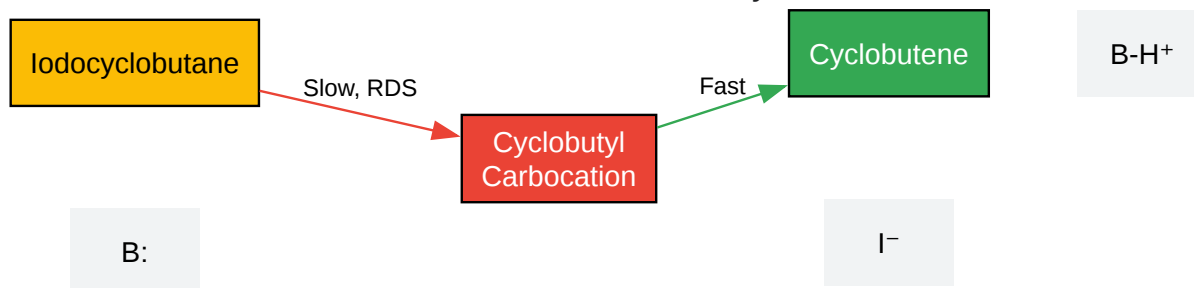 Iodocyclobutane
Slow, RDS
Cyclobutyl
Carbocation
Fast
Cyclobutene
B-H⁺
B:
I⁻